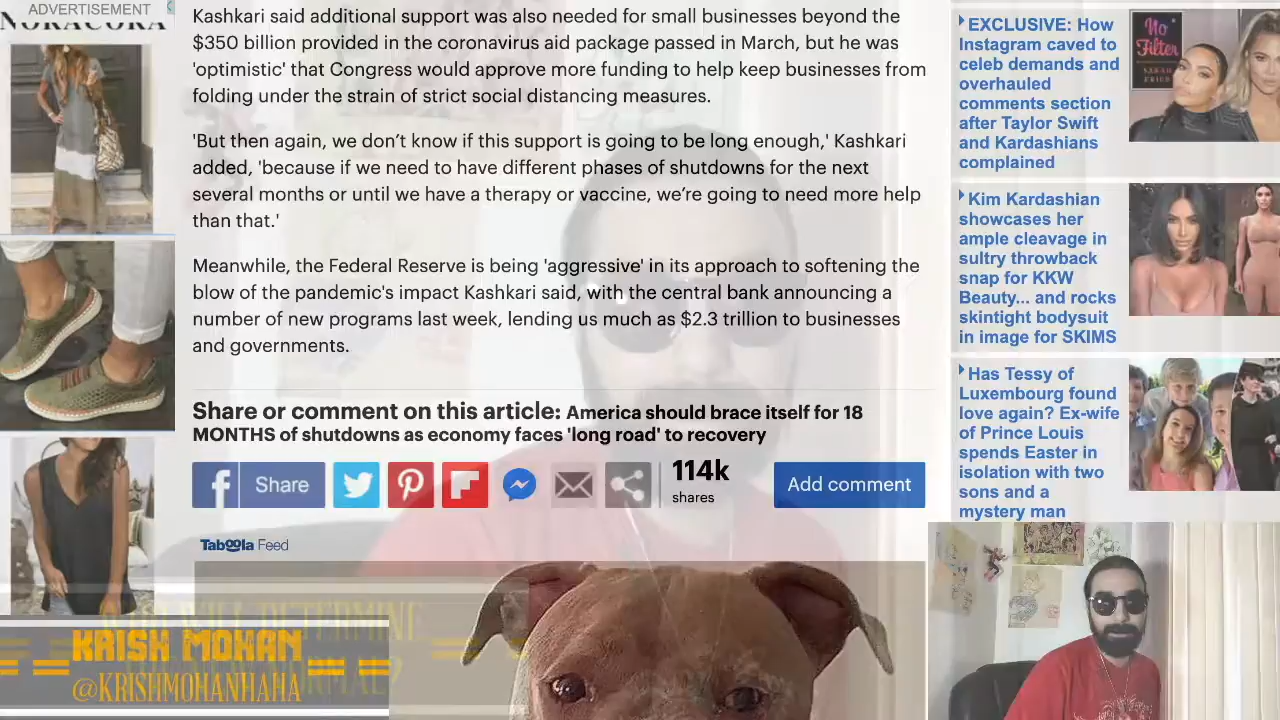 ADVERTISEMENT
NORACORA
Kashkari said additional support was also needed for small businesses beyond the
$350 billion provided in the coronavirus aid package passed in March, but he was
'optimistic' that Congress would approve more funding to help keep businesses from
folding under the strain of strict social distancing measures.
'But then again, we don't know if this support is going to be long enough,' Kashkari
added, 'because if we need to have different phases of shutdowns for the next
several months or until we have a therapy or vaccine, we're going to need more help
than that.'
Meanwhile, the Federal Reserve is being 'aggressive' in its approach to softening the
blow of the pandemic's impact Kashkari said, with the central bank announcing a
number of new programs last week, lending us much as $2.3 trillion to businesses
and governments.
Share or comment on this article: America should brace itself for 18
MONTHS of shutdowns as economy faces 'long road' to recovery
Share
114k
shares
Add comment
Taboola Feed
EXCLUSIVE: How
Instagram caved to
celeb demands and
overhauled
comments section
after Taylor Swift
and Kardashians
complained
No
Filter
Kim Kardashian
showcases her
ample cleavage in
sultry throwback
snap for KKW
Beauty... and rocks
skintight bodysuit
in image for SKIMS
Has Tessy of
Luxembourg found
love again? Ex-wife
of Prince Louis
spends Easter in
isolation with two
sons and a
mystery man
WILL DETERMINE
KRISH MOHAN
@KRISHMOHANHAHA